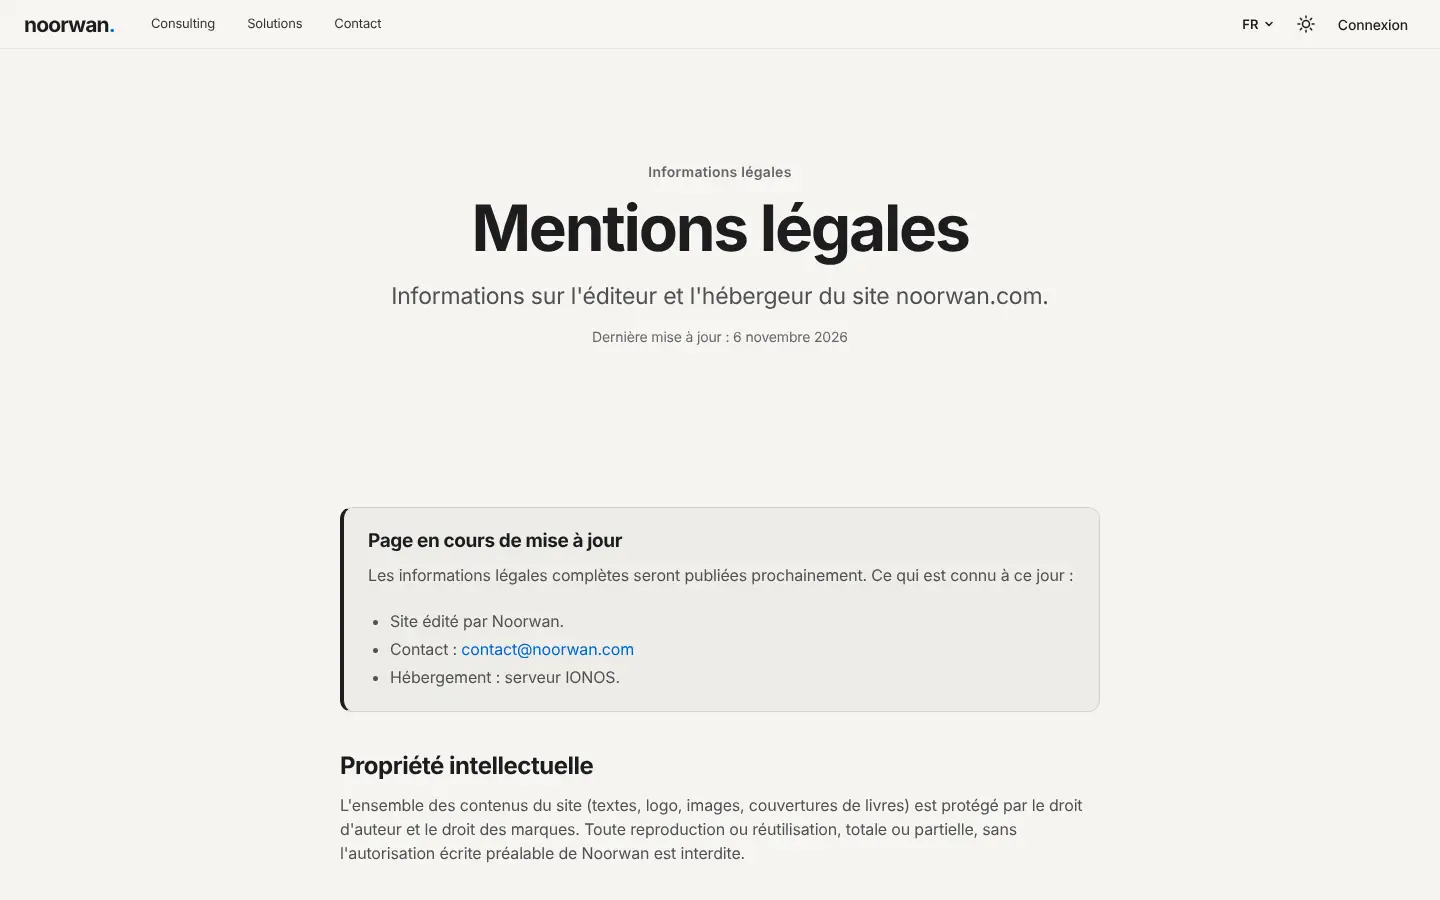 noorwan.
Consulting
Solutions
Contact
FR
Connexion
Informations légales
Mentions légales
Informations sur l'éditeur et l'hébergeur du site noorwan.com.
Dernière mise à jour : 6 novembre 2026
Page en cours de mise à jour
Les informations légales complètes seront publiées prochainement. Ce qui est connu à ce jour :
• Site édité par Noorwan.
• Contact : contact@noorwan.com
• Hébergement : serveur IONOS.
Propriété intellectuelle
L'ensemble des contenus du site (textes, logo, images, couvertures de livres) est protégé par le droit
d'auteur et le droit des marques. Toute reproduction ou réutilisation, totale ou partielle, sans
l'autorisation écrite préalable de Noorwan est interdite.